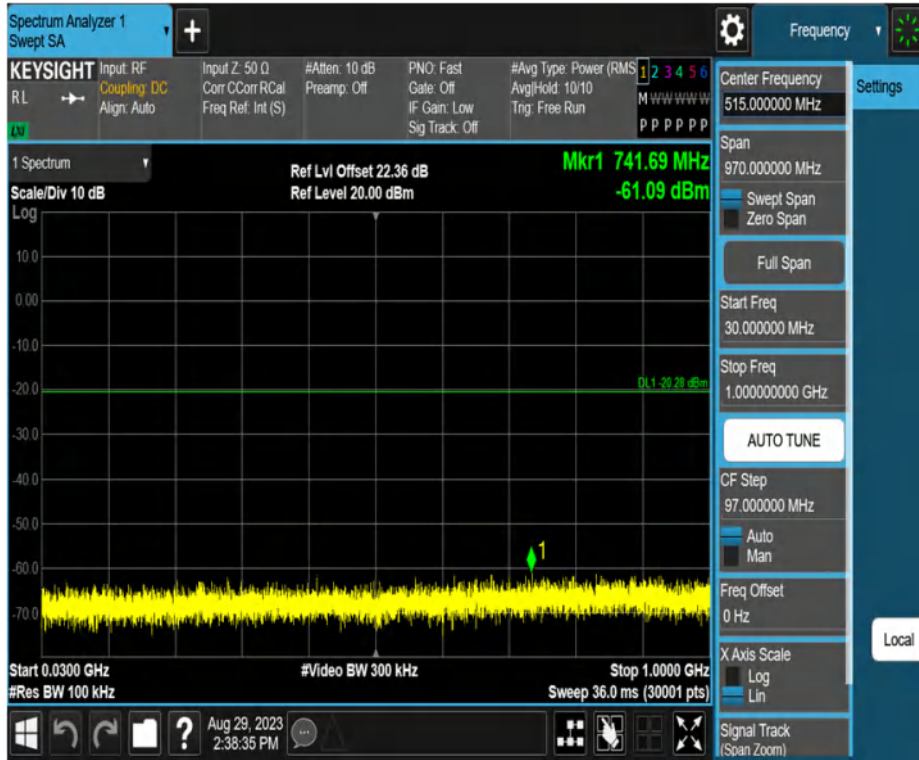 Spectrum Analyzer 1
Swept SA
+
Frequency
KEYSIGHT
RL
LXI
Input: RF
Coupling: DC
Align: Auto
Input Z: 50 Ω
Corr CCorr RCal
Freq Ref: Int (S)
#Atten: 10 dB
Preamp: Off
PNO: Fast
Gate: Off
IF Gain: Low
Sig Track: Off
#Avg Type: Power (RMS
Avg|Hold: 10/10
Trig: Free Run
1 2 3 4 5 6
M W W W W W
P P P P P P
Center Frequency
515.000000 MHz
Settings
1 Spectrum
Scale/Div 10 dB
Ref Lvl Offset 22.36 dB
Ref Level 20.00 dBm
Mkr1 741.69 MHz
-61.09 dBm
Span
970.000000 MHz
Swept Span
Zero Span
Full Span
Start Freq
30.000000 MHz
Stop Freq
1.000000000 GHz
AUTO TUNE
CF Step
97.000000 MHz
Auto
Man
Freq Offset
0 Hz
X Axis Scale
Log
Lin
Signal Track
(Span Zoom)
Local
Log
10.0
0.00
-10.0
-20.0
-30.0
-40.0
-50.0
-60.0
-70.0
DL1 -20.28 dBm
1
Start 0.0300 GHz
#Res BW 100 kHz
#Video BW 300 kHz
Stop 1.0000 GHz
Sweep 36.0 ms (30001 pts)
?
Aug 29, 2023
2:38:35 PM